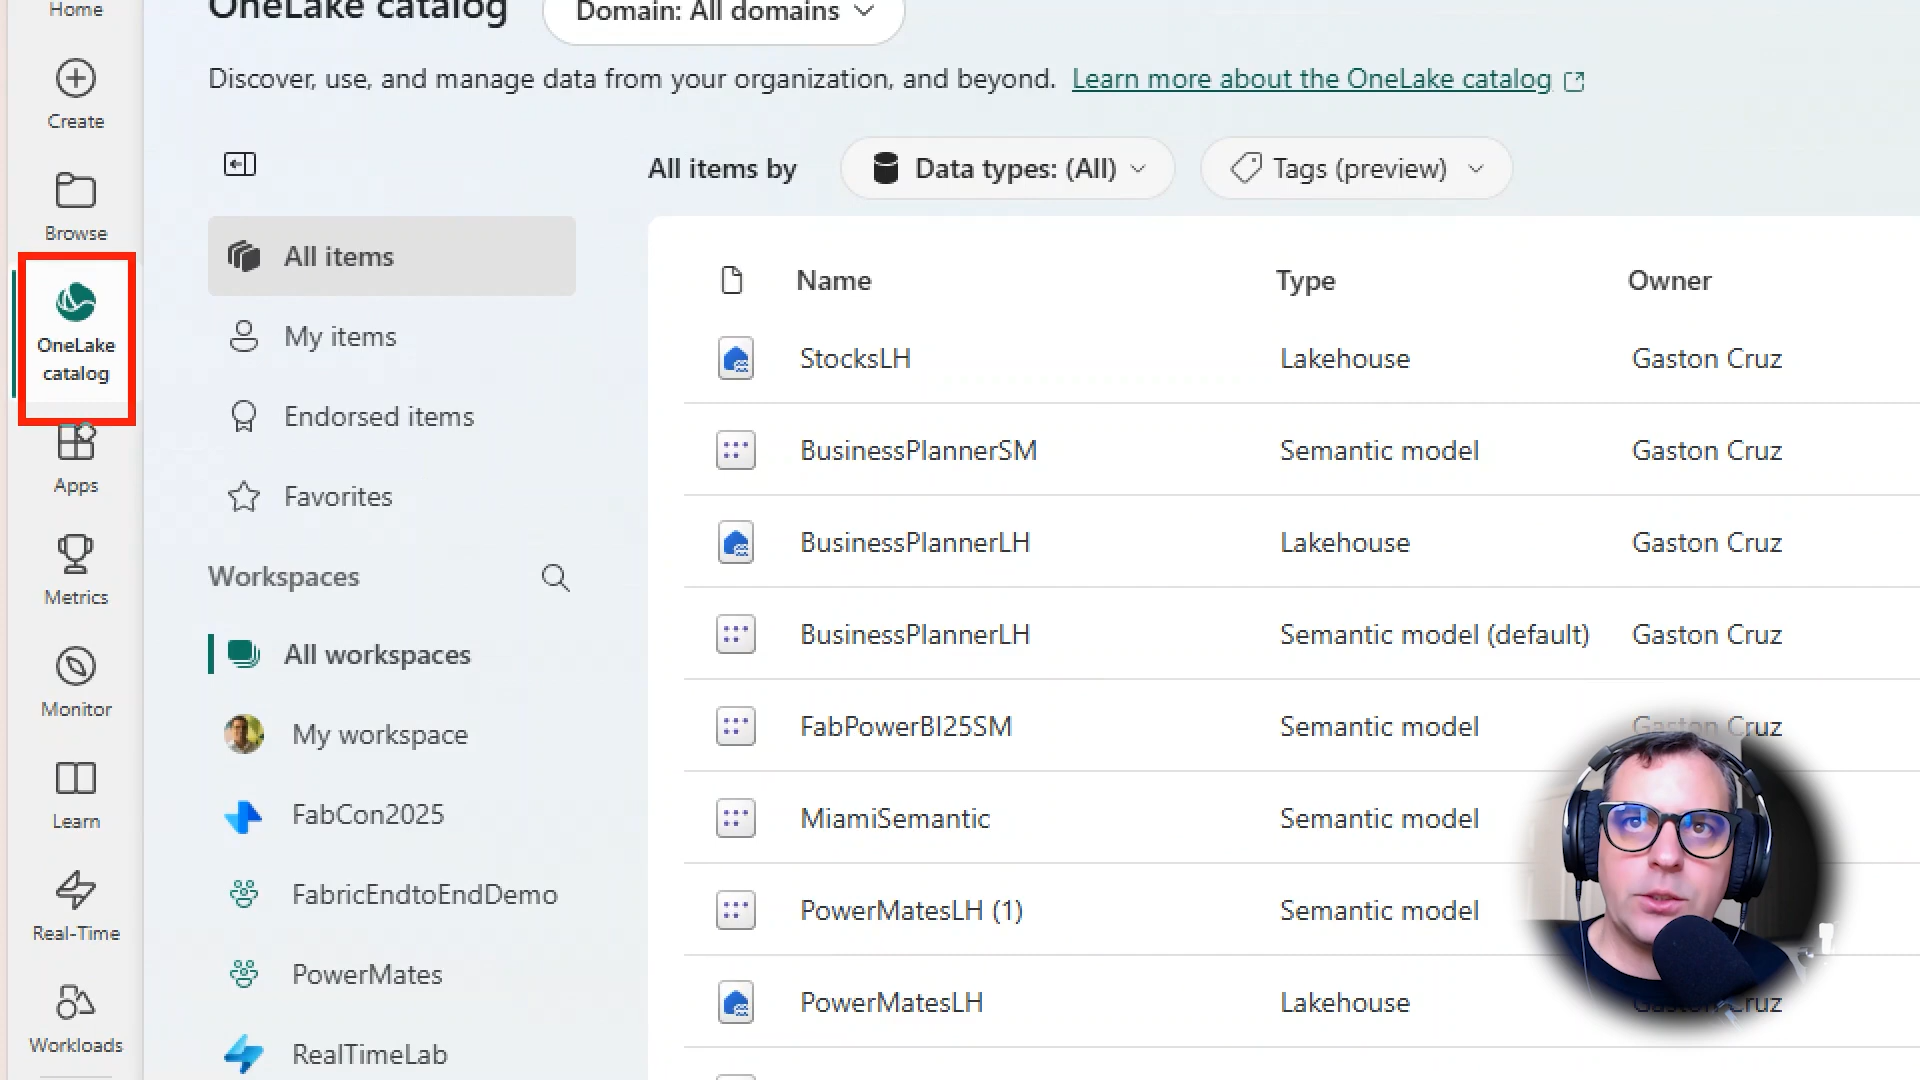 Home
Create
Browse
OneLake
catalog
Apps
Metrics
Monitor
Learn
Real-Time
Workloads
OneLake catalog
Domain: All domains
Discover, use, and manage data from your organization, and beyond. Learn more about the OneLake catalog
All items
My items
Endorsed items
Favorites
Workspaces
All workspaces
My workspace
FabCon2025
FabricEndtoEndDemo
PowerMates
RealTimeLab
All items by
Data types: (All)
Tags (preview)
Name Type Owner
StocksLH Lakehouse Gaston Cruz
BusinessPlannerSM Semantic model Gaston Cruz
BusinessPlannerLH Lakehouse Gaston Cruz
BusinessPlannerLH Semantic model (default) Gaston Cruz
FabPowerBI25SM Semantic model Gaston Cruz
MiamiSemantic Semantic model
PowerMatesLH (1) Semantic model
PowerMatesLH Lakehouse